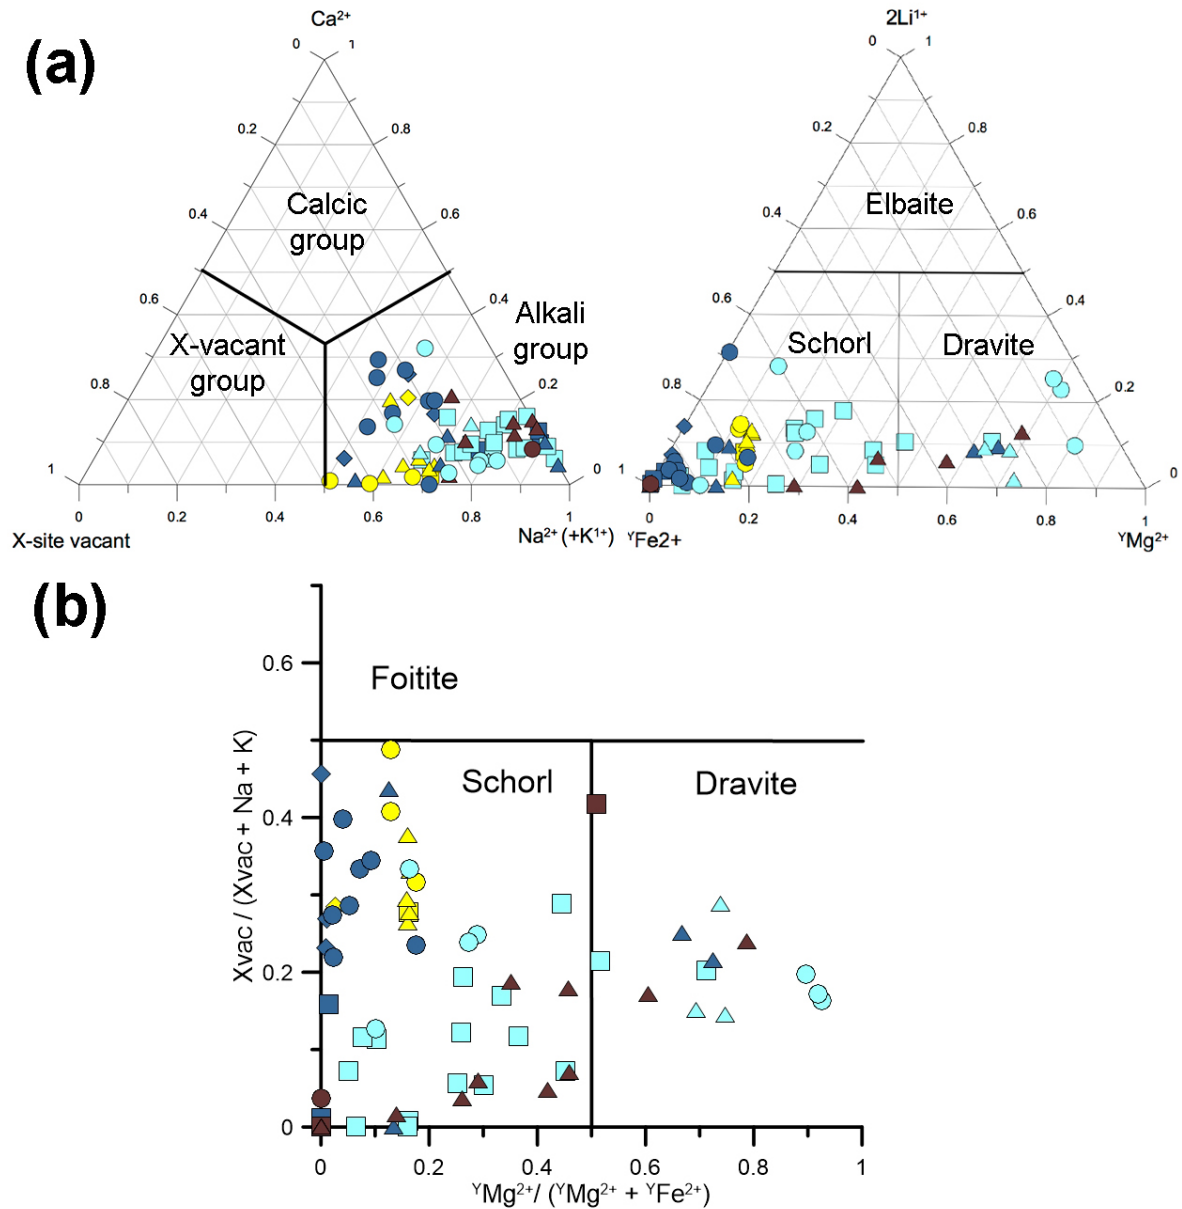 (a)
Ca²⁺
0 1
0.2 0.8
Calcic
group
0.4 0.6
0.6 0.4
Alkali
group
X-vacant
group
0.8 0.2
1 0
0 0.2 0.4 0.6 0.8 1
X-site vacant
Na²⁺ (+K¹⁺)
2Li¹⁺
0 1
0.2 0.8
Elbaite
0.4 0.6
0.6 0.4
Schorl Dravite
0.8 0.2
1 0
0 0.2 0.4 0.6 0.8 1
ʸFe2+
ʸMg²⁺
(b)
0.6
Foitite
Schorl Dravite
0.4
0.2
0
Xvac / (Xvac + Na + K)
0 0.2 0.4 0.6 0.8 1
ʸMg²⁺/ (ʸMg²⁺ + ʸFe²⁺)